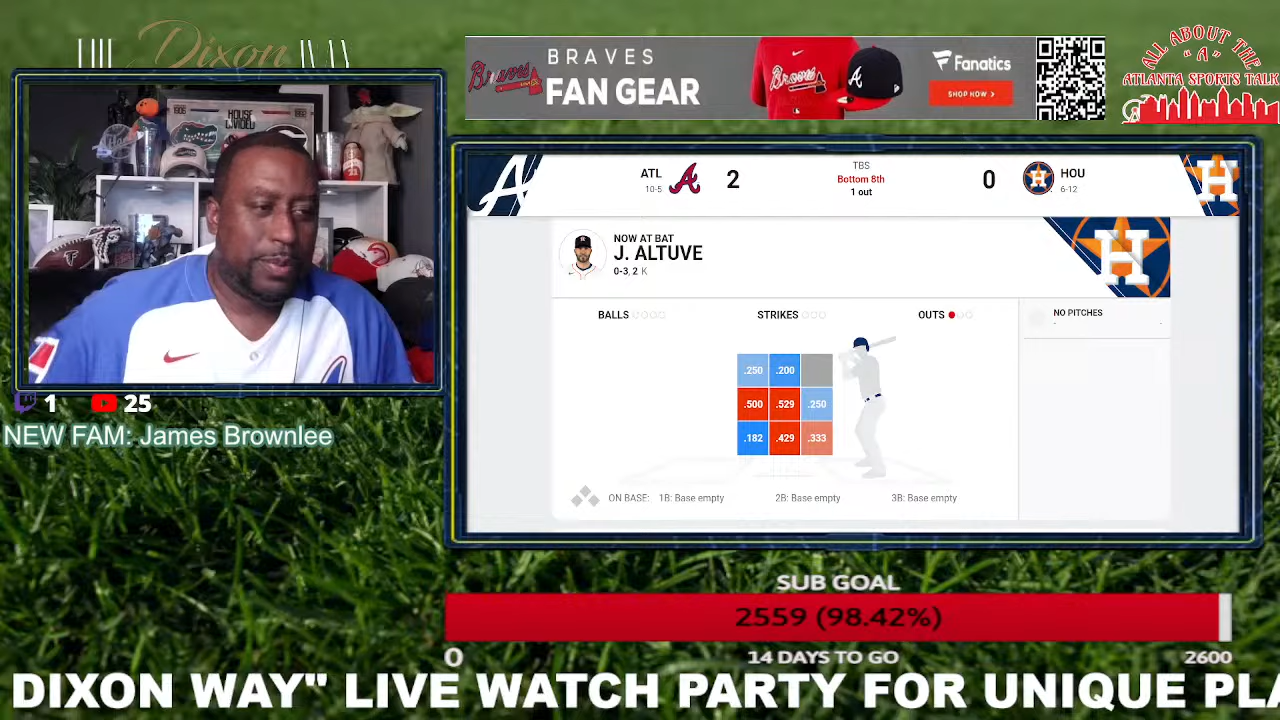 Dixon
BRAVES
FAN GEAR
Braves
Braves
Fanatics
SHOP NOW >
ALL ABOUT THE
"A"
ATLANTA SPORTS TALK
HOUSE
DIVIDED
ATL
10-5
2
TBS
Bottom 8th
1 out
0
HOU
6-12
NOW AT BAT
J. ALTUVE
0-3, 2 K
BALLS
STRIKES
OUTS
NO PITCHES
-
-
.250 .200
.500 .529 .250
.182 .429 .333
ON BASE: 1B: Base empty 2B: Base empty 3B: Base empty
1 25
NEW FAM: James Brownlee
SUB GOAL
2559 (98.42%)
0 14 DAYS TO GO 2600
DIXON WAY" LIVE WATCH PARTY FOR UNIQUE PLA